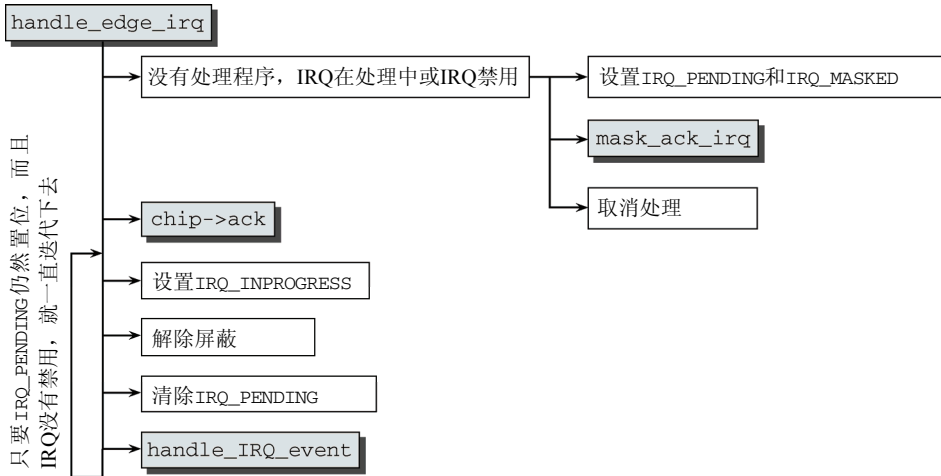 handle_edge_irq
没有处理程序，IRQ在处理中或IRQ禁用
设置IRQ_PENDING和IRQ_MASKED
mask_ack_irq
取消处理
chip->ack
设置IRQ_INPROGRESS
解除屏蔽
清除IRQ_PENDING
handle_IRQ_event
只要IRQ_PENDING仍然置位，而且
IRQ没有禁用，就一直迭代下去